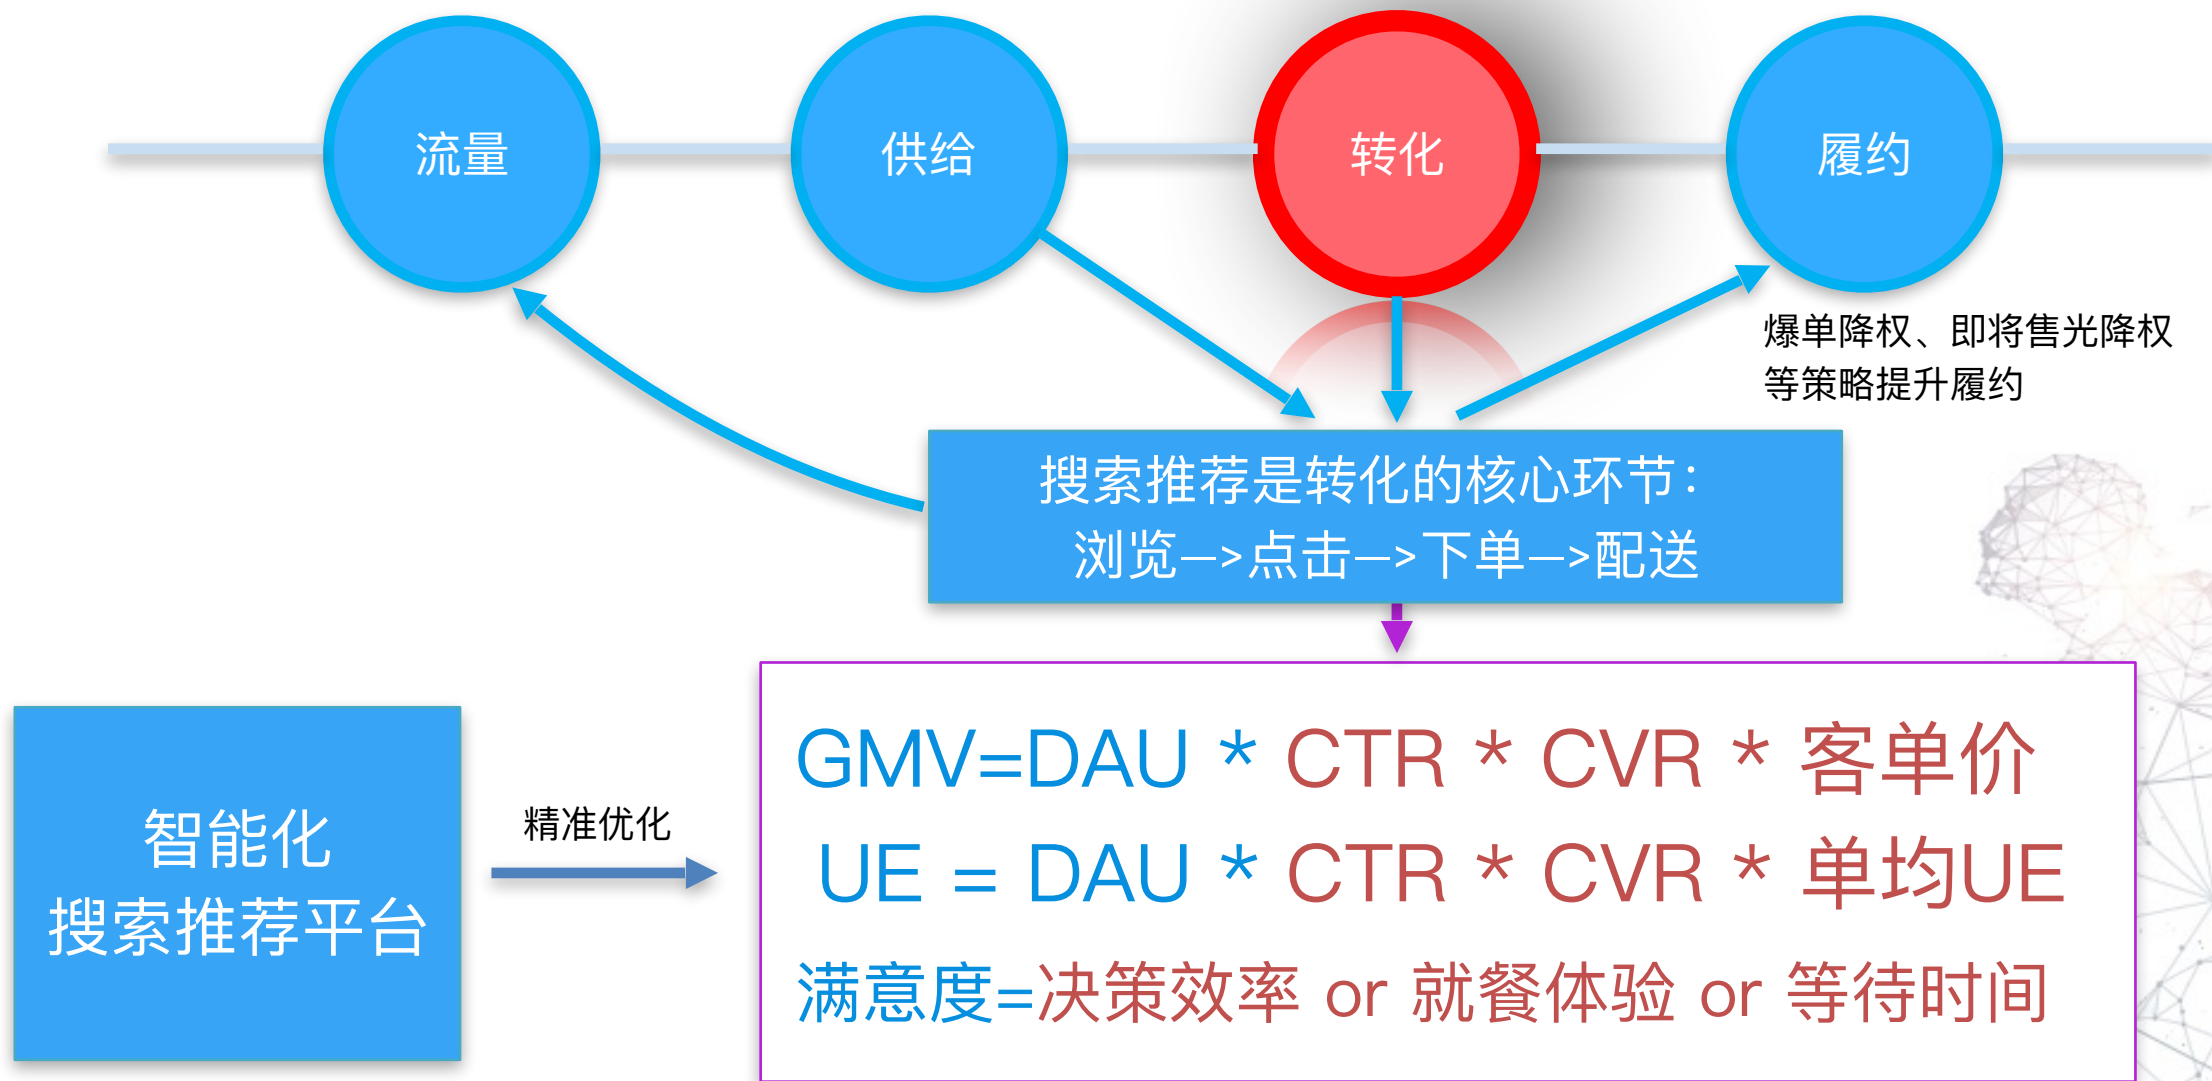 流量
供给
转化
履约
爆单降权、即将售光降权
等策略提升履约
搜索推荐是转化的核心环节：
浏览—>点击—>下单—>配送
智能化
搜索推荐平台
精准优化
GMV=DAU * CTR * CVR * 客单价
UE = DAU * CTR * CVR * 单均UE
满意度=决策效率 or 就餐体验 or 等待时间